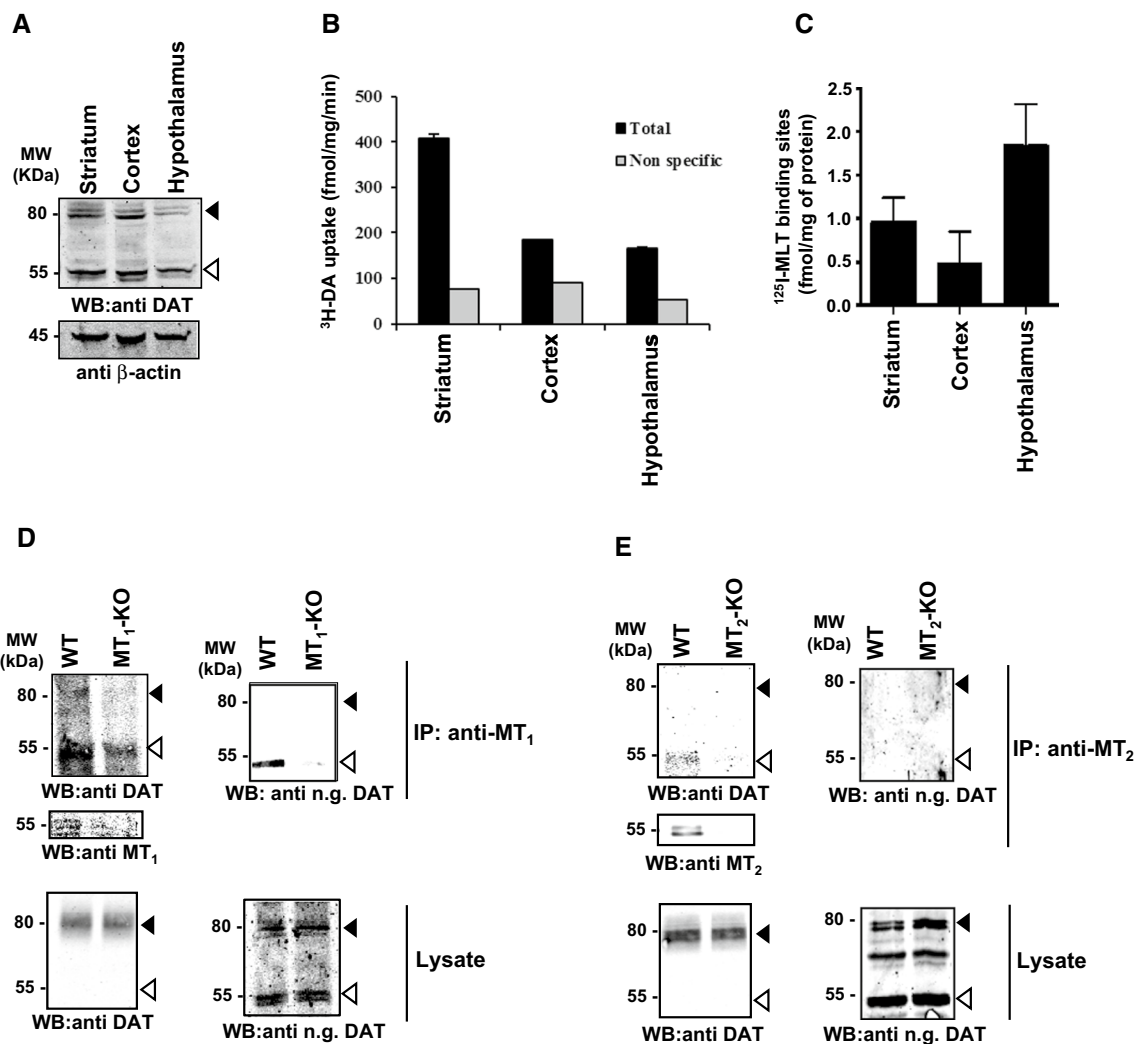 A
MW
(KDa)
Striatum
Cortex
Hypothalamus
80 -
55 -
WB:anti DAT
45 -
anti β-actin
B
³H-DA uptake (fmol/mg/min)
500
400
300
200
100
0
Total
Non specific
Striatum
Cortex
Hypothalamus
C
¹²⁵I-MLT binding sites
(fmol/mg of protein)
2.5
2.0
1.5
1.0
0.5
0.0
Striatum
Cortex
Hypothalamus
D
MW
(kDa)
WT
MT₁-KO
80 -
55 -
WB:anti DAT
55 -
WB:anti MT₁
MW
(kDa)
WT
MT₁-KO
80 -
55 -
WB: anti n.g. DAT
IP: anti-MT₁
80 -
55 -
WB:anti DAT
80 -
55 -
WB:anti n.g. DAT
Lysate
E
MW
(kDa)
WT
MT₂-KO
80 -
55 -
WB:anti DAT
55 -
WB:anti MT₂
MW
(kDa)
WT
MT₂-KO
80 -
55 -
WB: anti n.g. DAT
IP: anti-MT₂
80 -
55 -
WB:anti DAT
80 -
55 -
WB:anti n.g. DAT
Lysate